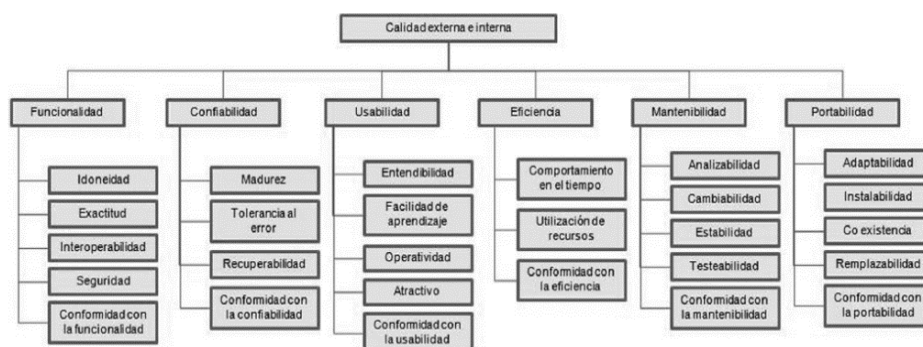 Calidad externa e interna
Funcionalidad
Idoneidad
Exactitud
Interoperabilidad
Seguridad
Conformidad con
la funcionalidad
Confiabilidad
Madurez
Tolerancia al
error
Recuperabilidad
Conformidad con
la confiabilidad
Usabilidad
Entendibilidad
Facilidad de
aprendizaje
Operatividad
Atractivo
Conformidad con la
usabilidad
Eficiencia
Comportamiento
en el tiempo
Utilización de
recursos
Conformidad con
la eficiencia
Mantenibilidad
Analizabilidad
Cambiabilidad
Estabilidad
Testeabilidad
Conformidad con
la mantenibilidad
Portabilidad
Adaptabilidad
Instalabilidad
Co existencia
Remplazabilidad
Conformidad con
la portabilidad